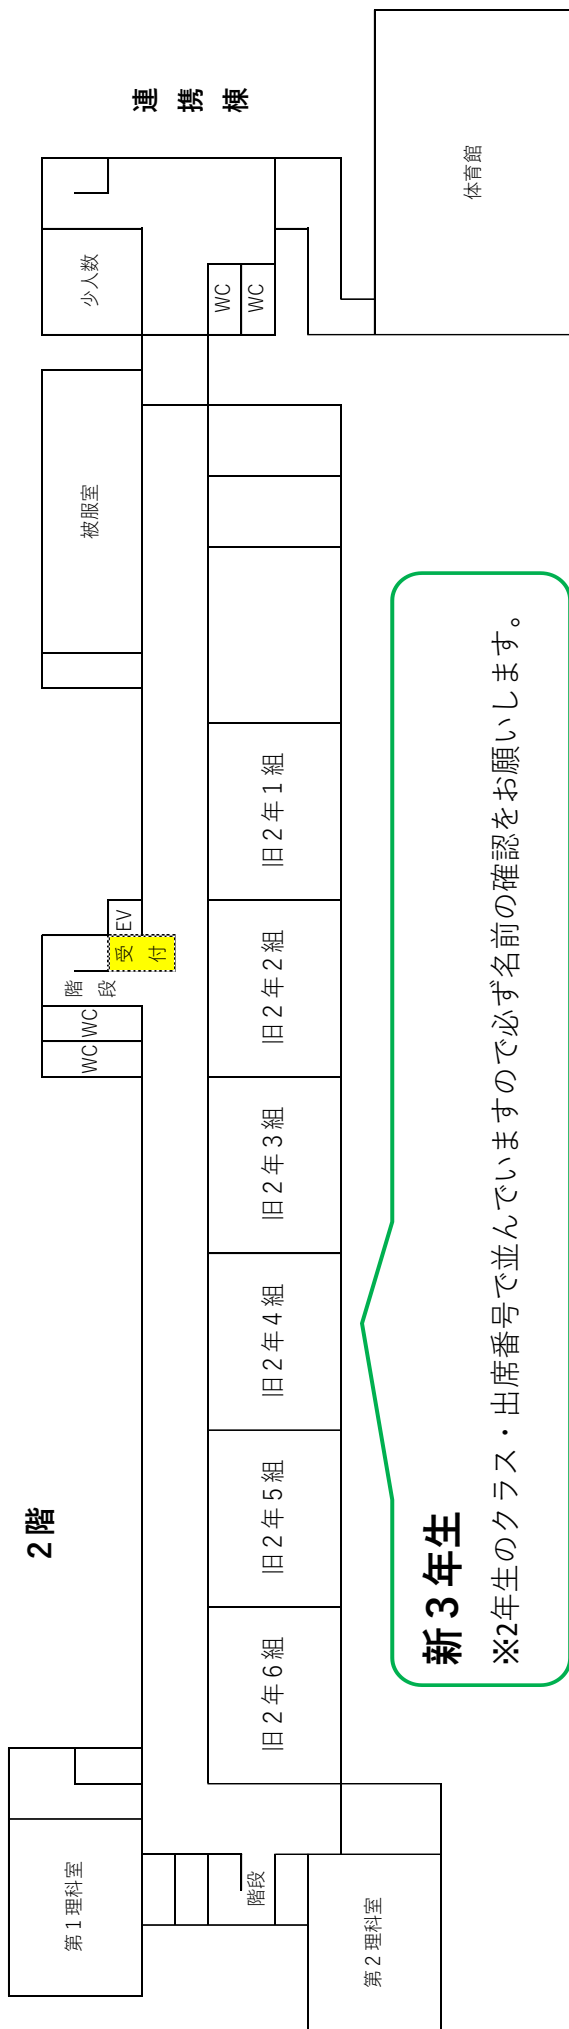 2階
連携棟
第1理科室
階段
第2理科室
WC
WC
階段
受付
EV
被服室
少人数
WC
WC
体育館
旧2年6組
旧2年5組
旧2年4組
旧2年3組
旧2年2組
旧2年1組
新3年生
※2年生のクラス・出席番号で並んでいますので必ず名前の確認をお願いします。